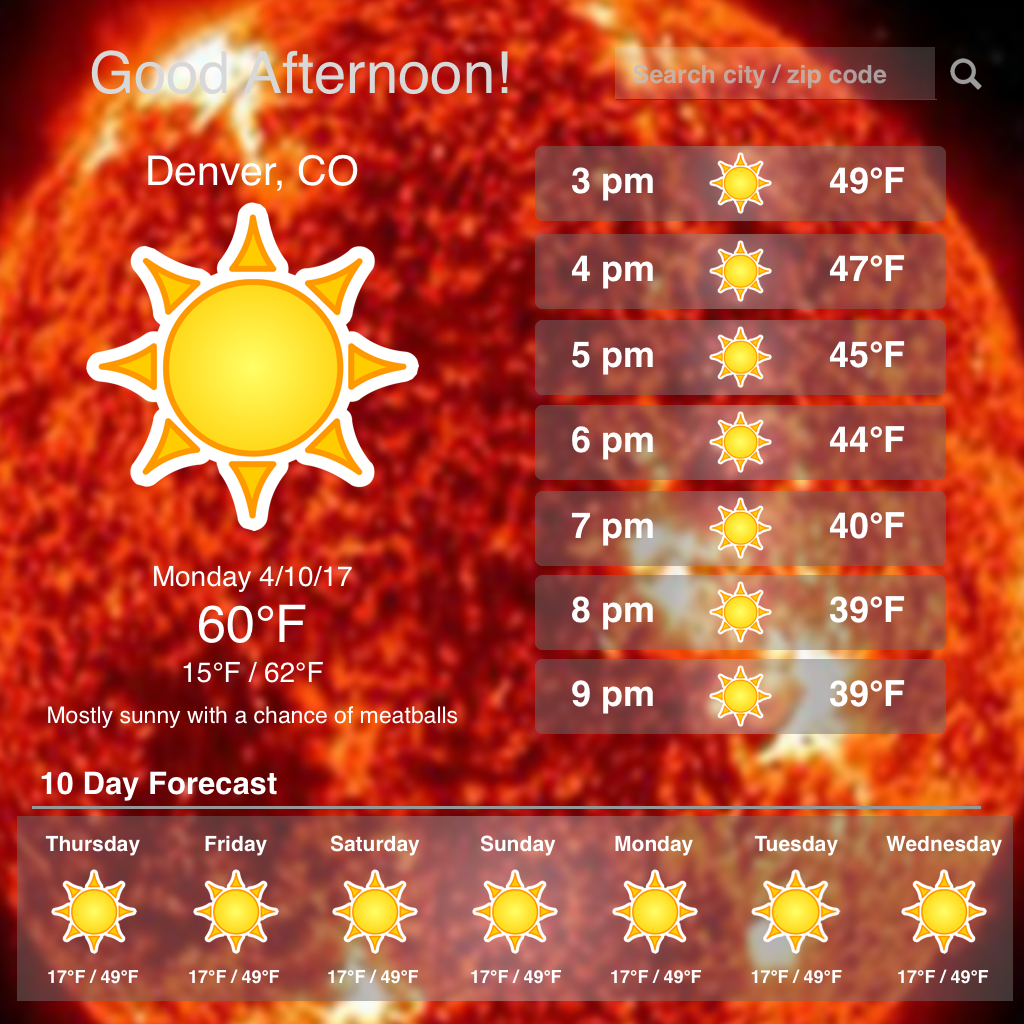 Good Afternoon!
Search city / zip code
Denver, CO
Monday 4/10/17
60°F
15°F / 62°F
Mostly sunny with a chance of meatballs
3 pm 49°F
4 pm 47°F
5 pm 45°F
6 pm 44°F
7 pm 40°F
8 pm 39°F
9 pm 39°F
10 Day Forecast
Thursday Friday Saturday Sunday Monday Tuesday Wednesday
17°F / 49°F 17°F / 49°F 17°F / 49°F 17°F / 49°F 17°F / 49°F 17°F / 49°F 17°F / 49°F